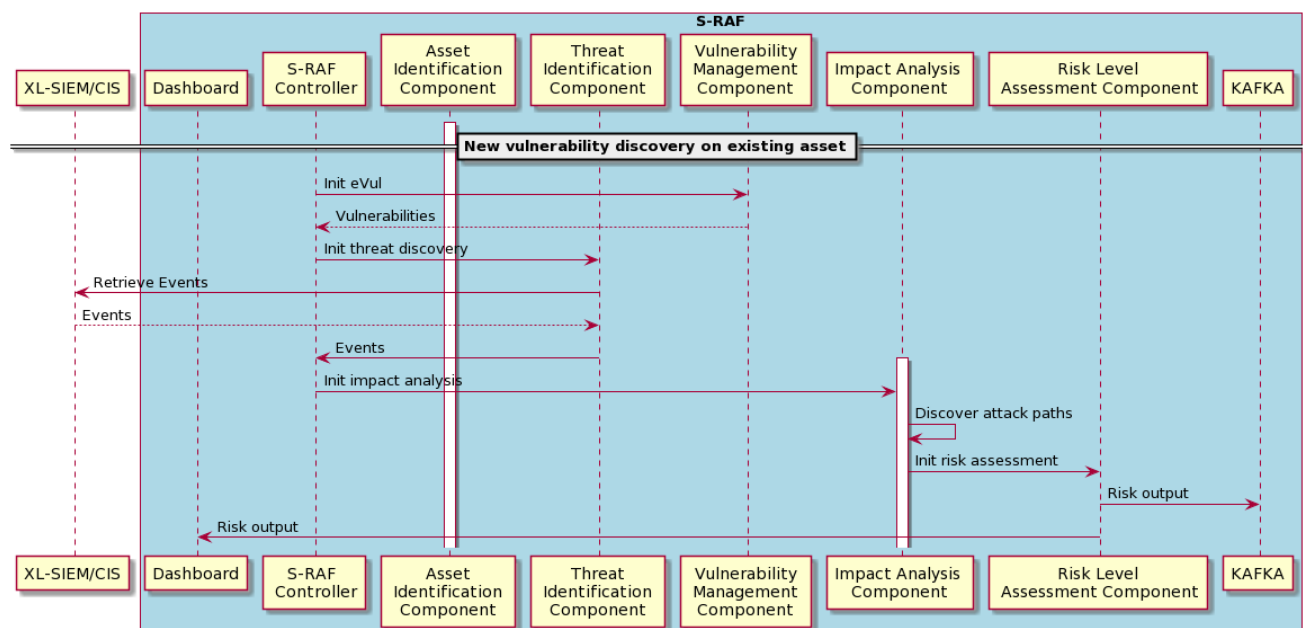 S-RAF
XL-SIEM/CIS
Dashboard
S-RAF
Controller
Asset
Identification
Component
Threat
Identification
Component
Vulnerability
Management
Component
Impact Analysis
Component
Risk Level
Assessment Component
KAFKA
New vulnerability discovery on existing asset
Init eVul
Vulnerabilities
Init threat discovery
Retrieve Events
Events
Events
Init impact analysis
Discover attack paths
Init risk assessment
Risk output
Risk output
XL-SIEM/CIS
Dashboard
S-RAF
Controller
Asset
Identification
Component
Threat
Identification
Component
Vulnerability
Management
Component
Impact Analysis
Component
Risk Level
Assessment Component
KAFKA